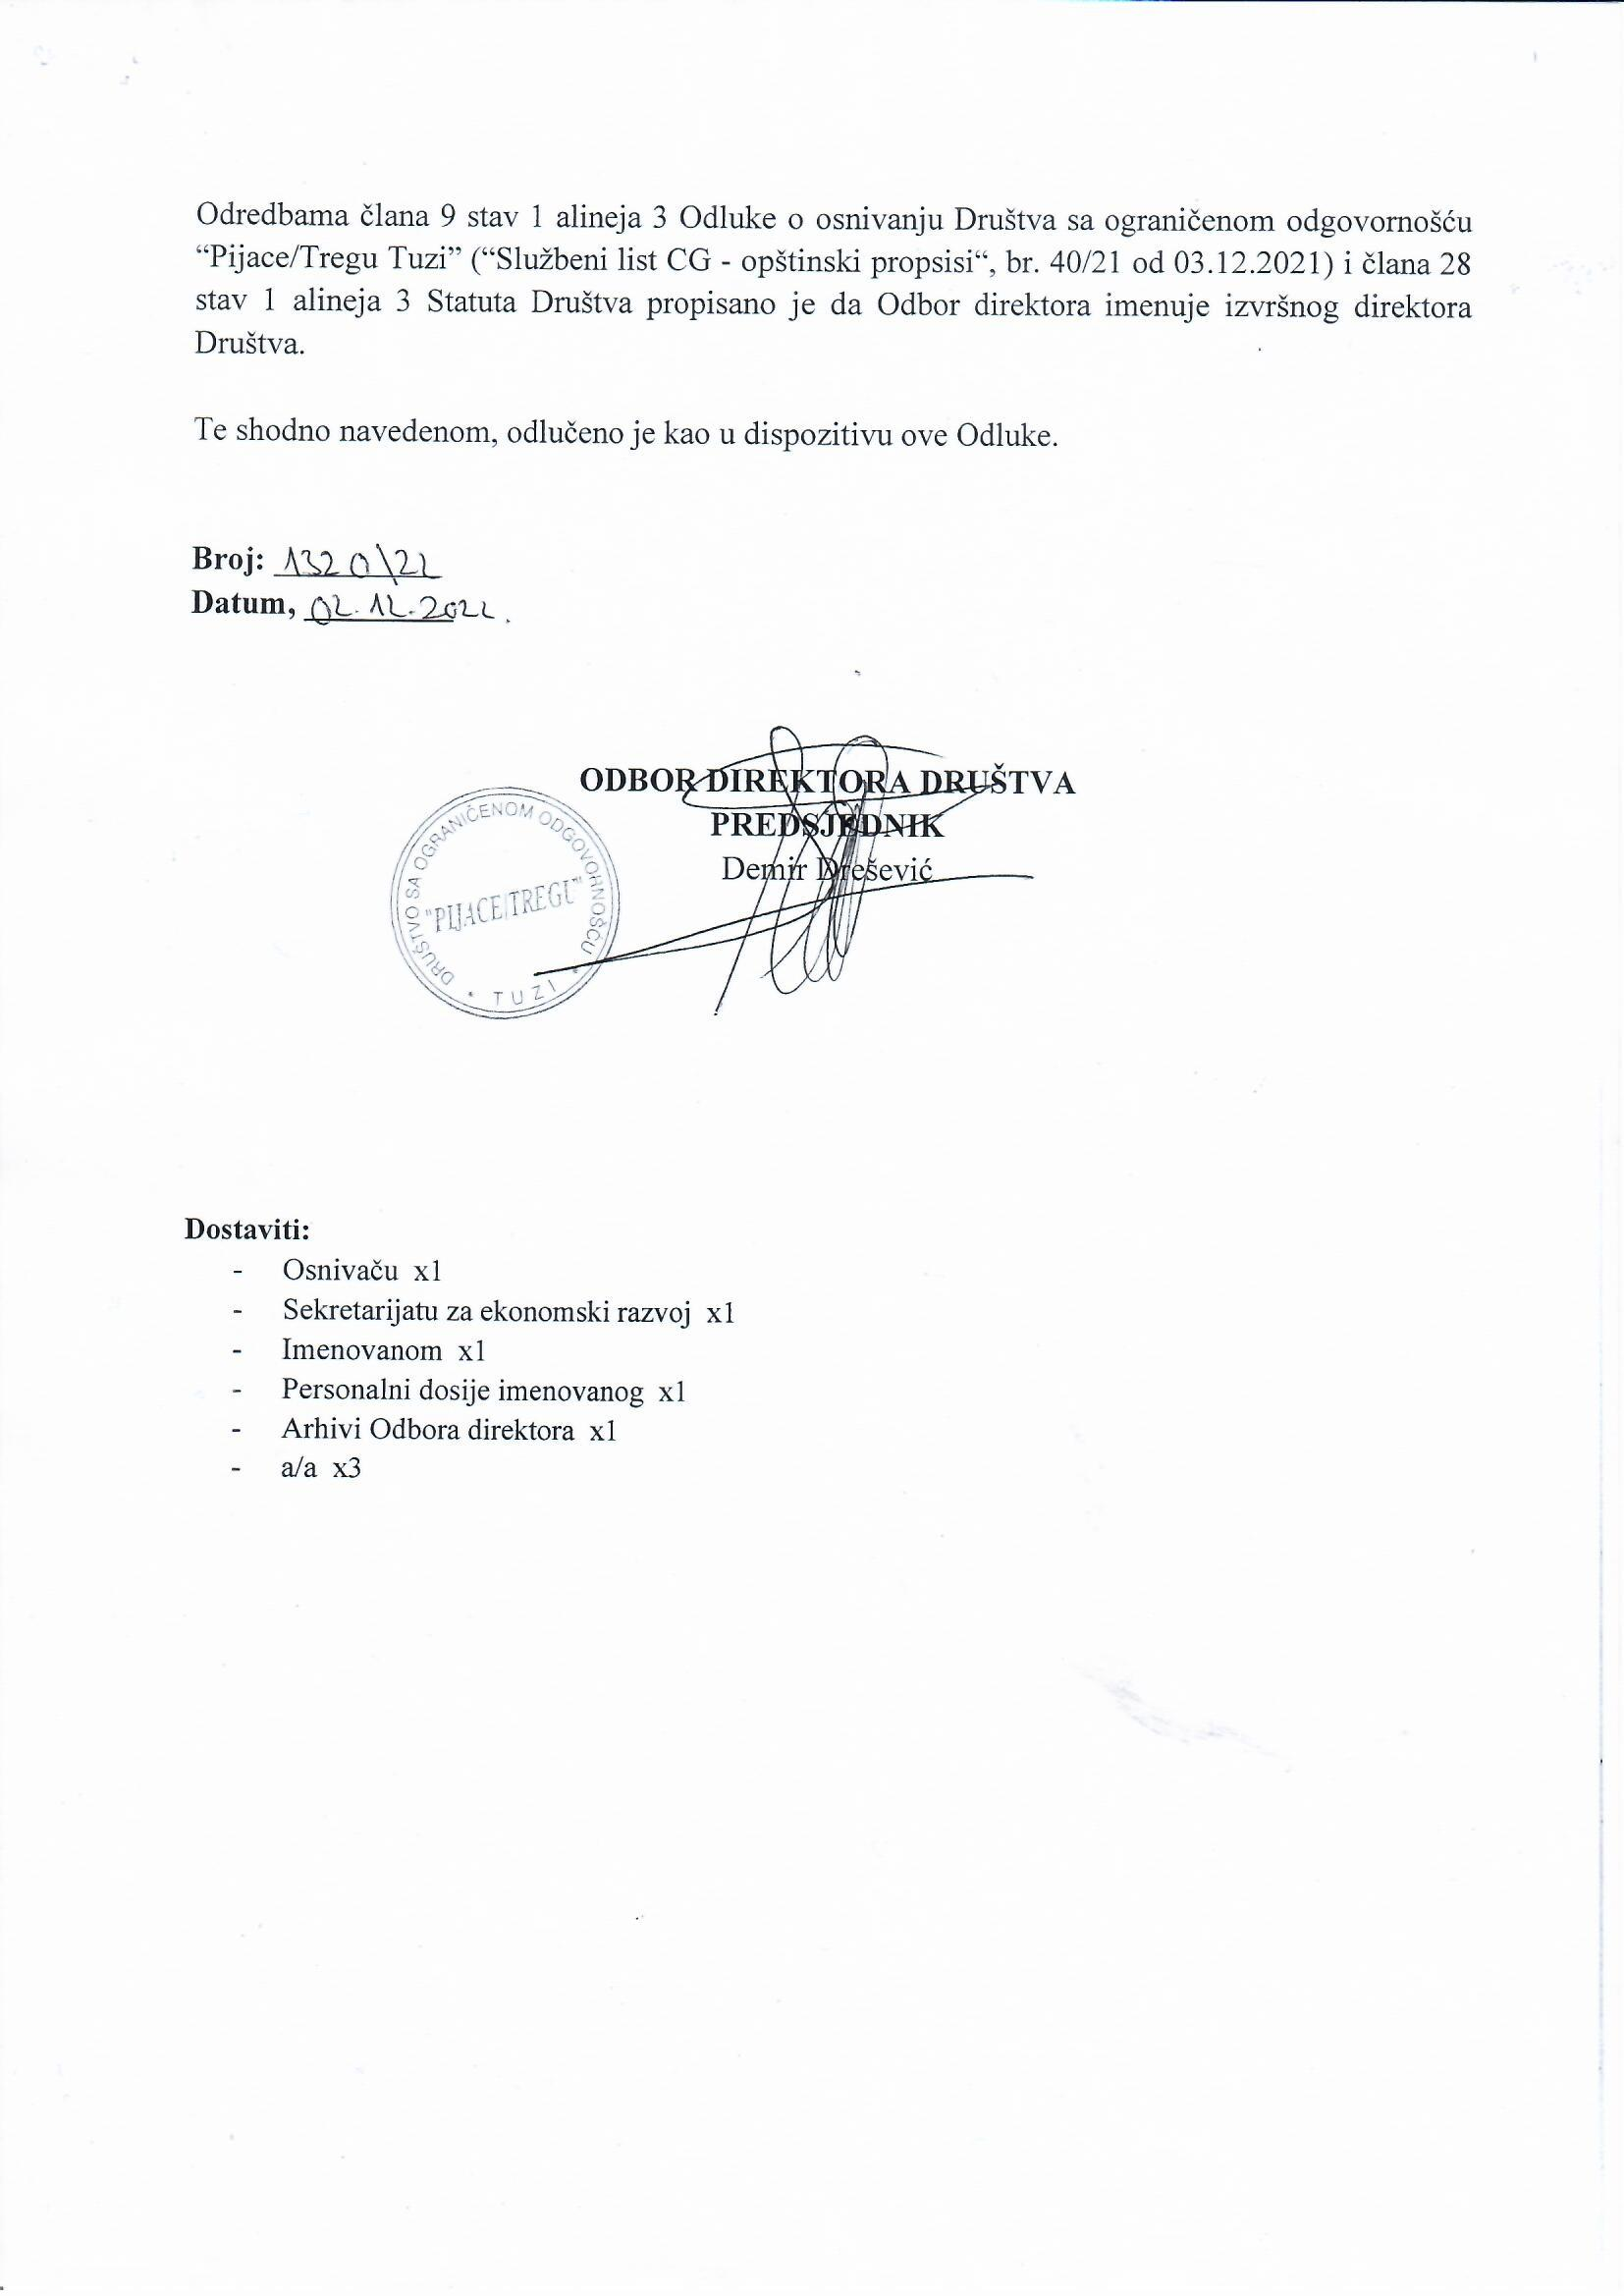 Odredbama člana 9 stav 1 alineja 3 Odluke o osnivanju Društva sa ograničenom odgovornošću
“Pijace/Tregu Tuzi” (“Službeni list CG - opštinski propsisi“, br. 40/21 od 03.12.2021) i člana 28
stav 1 alineja 3 Statuta Društva propisano je da Odbor direktora imenuje izvršnog direktora
Društva.
Te shodno navedenom, odlučeno je kao u dispozitivu ove Odluke.
Broj: 1320\22
Datum, 02.12.2022.
ODBOR DIREKTORA DRUŠTVA
PREDSJEDNIK
Demir Drešević
DRUŠTVO SA OGRANIČENOM ODGOVORNOŠĆU
"PIJACE/TREGU"
* TUZI *
Dostaviti:
- Osnivaču x1
- Sekretarijatu za ekonomski razvoj x1
- Imenovanom x1
- Personalni dosije imenovanog x1
- Arhivi Odbora direktora x1
- a/a x3